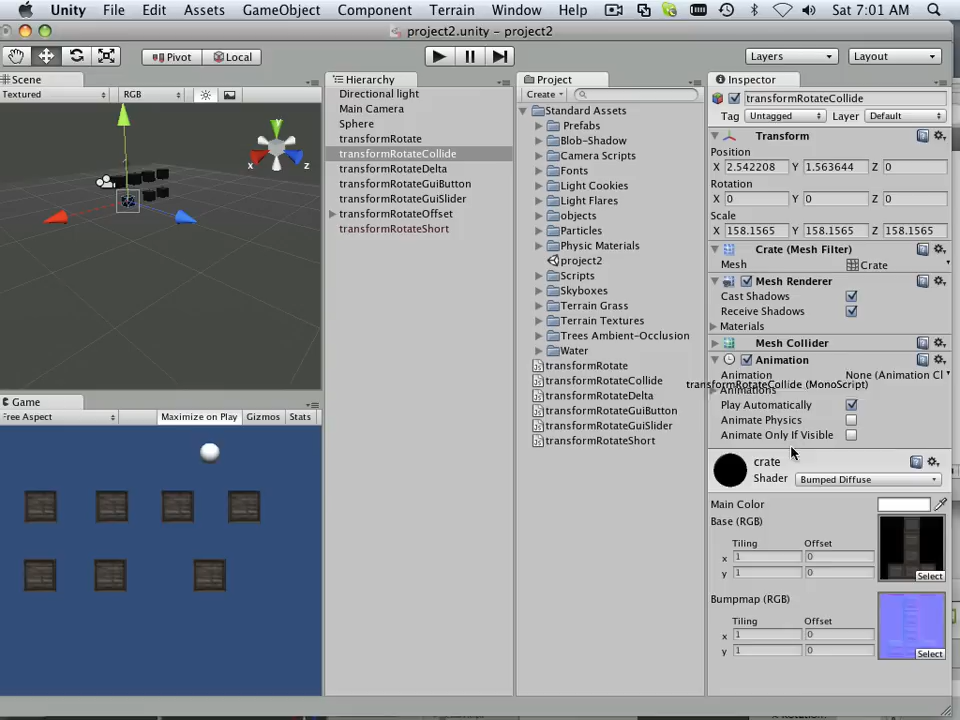 Unity File Edit Assets GameObject Component Terrain Window Help Sat 7:01 AM
project2.unity - project2
Pivot Local Layers Layout
Scene
Textured RGB
y
x z
Game
Free Aspect Maximize on Play Gizmos Stats
Hierarchy
Directional light
Main Camera
Sphere
transformRotate
transformRotateCollide
transformRotateDelta
transformRotateGuiButton
transformRotateGuiSlider
transformRotateOffset
transformRotateShort
Project
Create
Standard Assets
Prefabs
Blob-Shadow
Camera Scripts
Fonts
Light Cookies
Light Flares
objects
Particles
Physic Materials
project2
Scripts
Skyboxes
Terrain Grass
Terrain Textures
Trees Ambient-Occlusion
Water
transformRotate
transformRotateCollide
transformRotateDelta
transformRotateGuiButton
transformRotateGuiSlider
transformRotateShort
Inspector
transformRotateCollide
Tag Untagged Layer Default
Transform
Position
X 2.542208 Y 1.563644 Z 0
Rotation
X 0 Y 0 Z 0
Scale
X 158.1565 Y 158.1565 Z 158.1565
Crate (Mesh Filter)
Mesh Crate
Mesh Renderer
Cast Shadows
Receive Shadows
Materials
Mesh Collider
Animation
Animation None (Animation Cl
transformRotateCollide (MonoScript)
Animations
Play Automatically
Animate Physics
Animate Only If Visible
crate
Shader Bumped Diffuse
Main Color
Base (RGB)
Tiling Offset
x 1 0
y 1 0
Select
Bumpmap (RGB)
Tiling Offset
x 1 0
y 1 0
Select